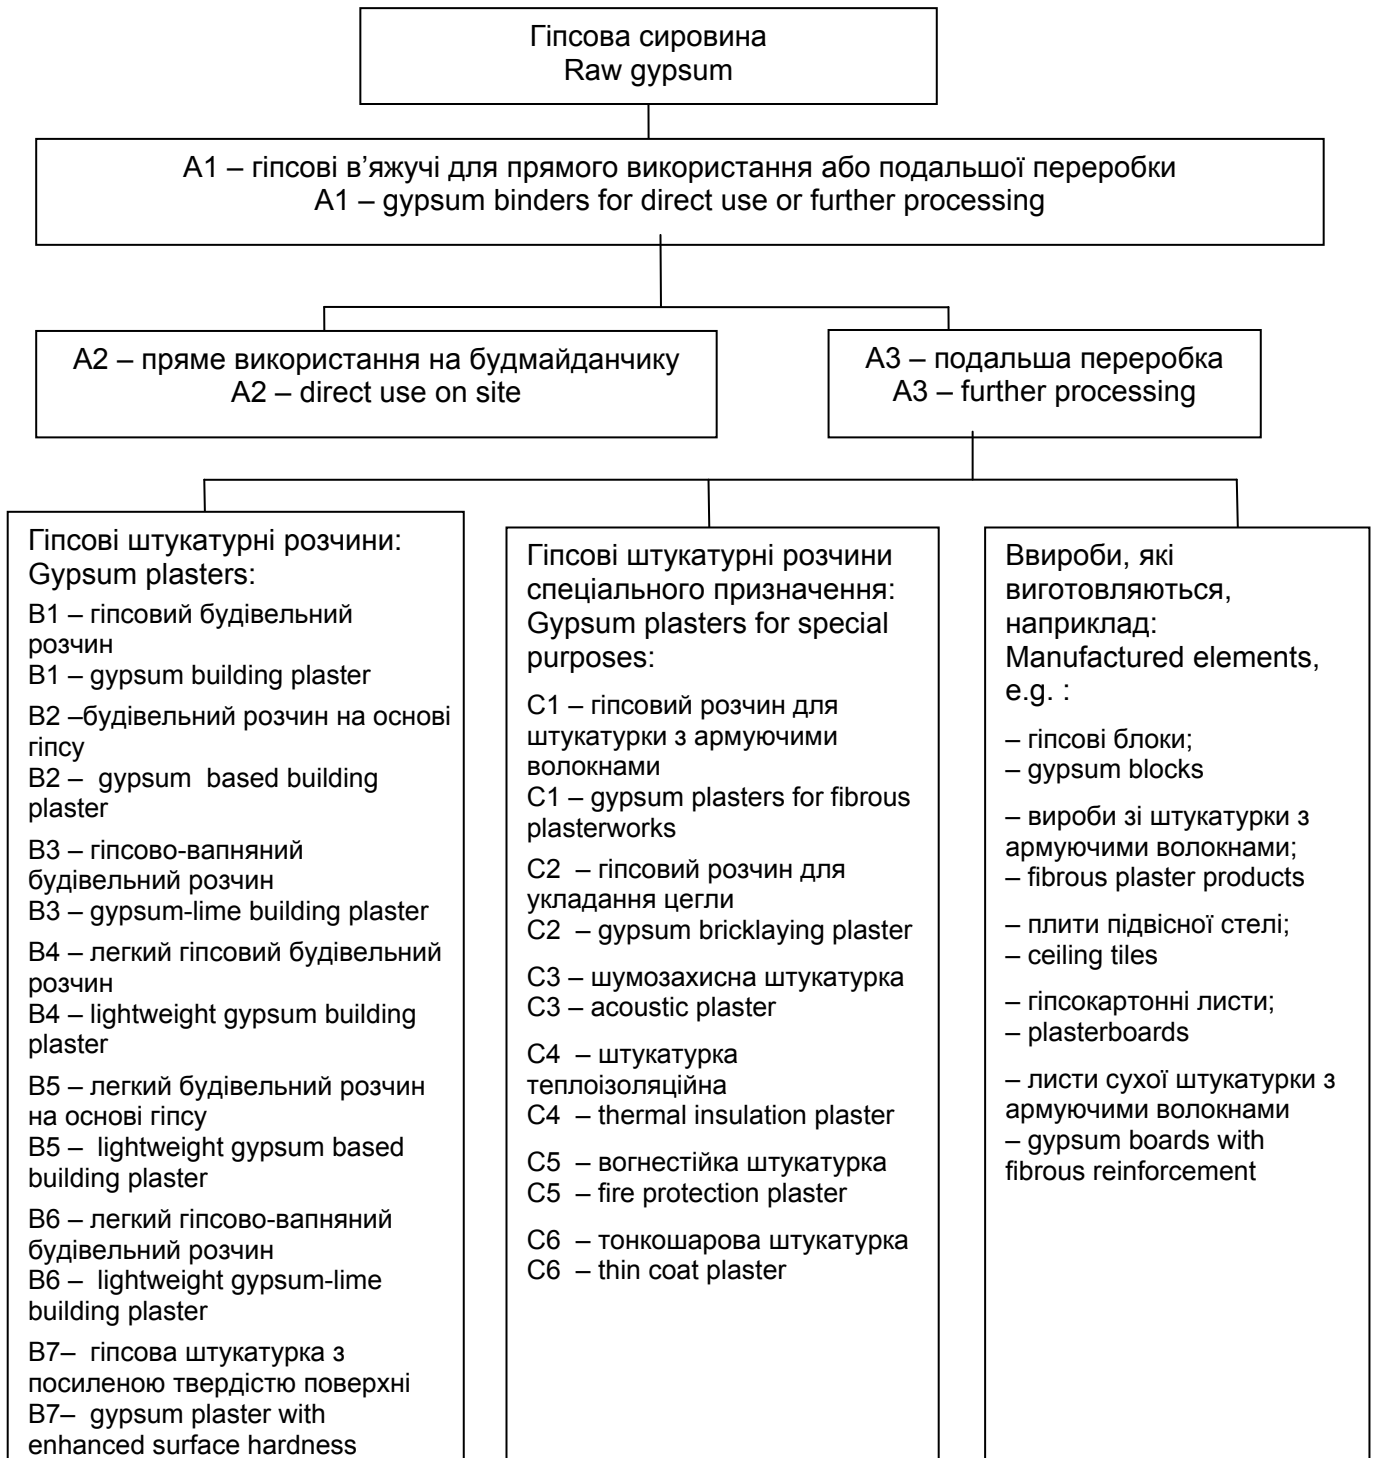 Гіпсова сировина
Raw gypsum
А1 – гіпсові в’яжучі для прямого використання або подальшої переробки
A1 – gypsum binders for direct use or further processing
А2 – пряме використання на будмайданчику
A2 – direct use on site
А3 – подальша переробка
A3 – further processing
Гіпсові штукатурні розчини:
Gypsum plasters:
В1 – гіпсовий будівельний
розчин
B1 – gypsum building plaster
В2 –будівельний розчин на основі
гіпсу
B2 – gypsum based building
plaster
В3 – гіпсово-вапняний
будівельний розчин
B3 – gypsum-lime building plaster
В4 – легкий гіпсовий будівельний
розчин
B4 – lightweight gypsum building
plaster
В5 – легкий будівельний розчин
на основі гіпсу
B5 – lightweight gypsum based
building plaster
В6 – легкий гіпсово-вапняний
будівельний розчин
B6 – lightweight gypsum-lime
building plaster
В7– гіпсова штукатурка з
посиленою твердістю поверхні
B7– gypsum plaster with
enhanced surface hardness
Гіпсові штукатурні розчини
спеціального призначення:
Gypsum plasters for special
purposes:
С1 – гіпсовий розчин для
штукатурки з армуючими
волокнами
C1 – gypsum plasters for fibrous
plasterworks
С2 – гіпсовий розчин для
укладання цегли
C2 – gypsum bricklaying plaster
С3 – шумозахисна штукатурка
C3 – acoustic plaster
С4 – штукатурка
теплоізоляційна
C4 – thermal insulation plaster
С5 – вогнестійка штукатурка
C5 – fire protection plaster
С6 – тонкошарова штукатурка
C6 – thin coat plaster
Ввироби, які
виготовляються,
наприклад:
Manufactured elements,
e.g. :
– гіпсові блоки;
– gypsum blocks
– вироби зі штукатурки з
армуючими волокнами;
– fibrous plaster products
– плити підвісної стелі;
– ceiling tiles
– гіпсокартонні листи;
– plasterboards
– листи сухої штукатурки з
армуючими волокнами
– gypsum boards with
fibrous reinforcement